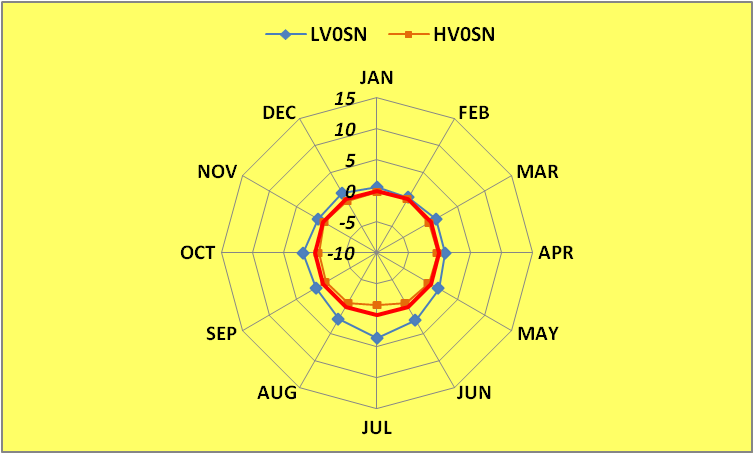 LV0SN HV0SN
JAN
15
DEC FEB
10
5
NOV MAR
0
-5
OCT -10 APR
SEP MAY
AUG JUN
JUL